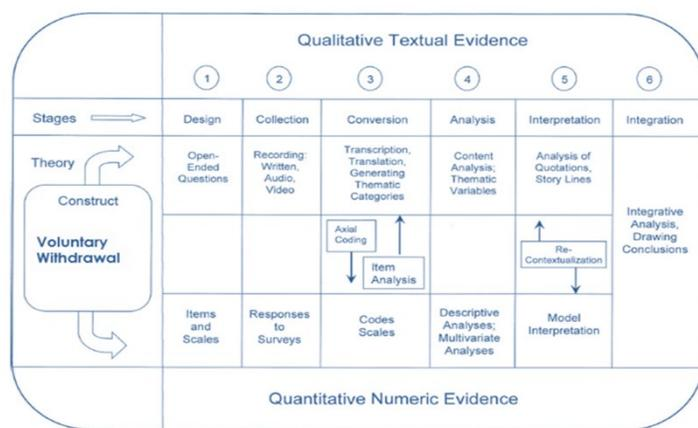 Qualitative Textual Evidence
1 2 3 4 5 6
Stages Design Collection Conversion Analysis Interpretation Integration
Theory
Construct
Voluntary
Withdrawal
Open-
Ended
Questions
Recording:
Written,
Audio,
Video
Transcription,
Translation,
Generating
Thematic
Categories
Content
Analysis;
Thematic
Variables
Analysis of
Quotations,
Story Lines
Integrative
Analysis,
Drawing
Conclusions
Axial
Coding
Item
Analysis
Re-
Contextualization
Items
and
Scales
Responses
to
Surveys
Codes
Scales
Descriptive
Analyses;
Multivariate
Analyses
Model
Interpretation
Quantitative Numeric Evidence